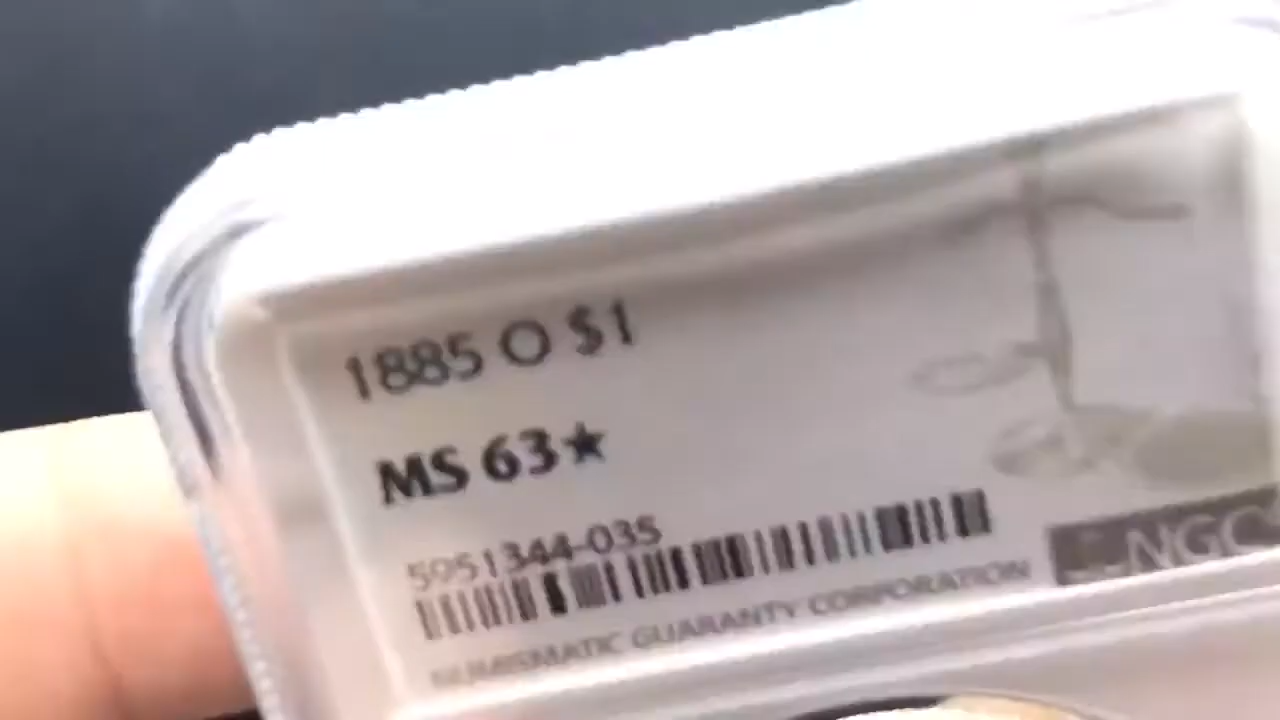 1885 O $1
MS 63★
5951344-035
NGC
NUMISMATIC GUARANTY CORPORATION